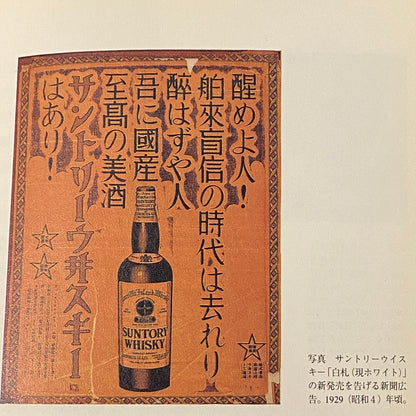 醒めよ人！
舶來盲信の時代は去れり
醉はずや人
吾に國産
至髙の美酒
サントリーウ井スキー
はあり！
SUNTORY
WHISKY
写真　サントリーウイス
キー「白札（現ホワイト）」
の新発売を告げる新聞広
告。1929（昭和4）年頃。